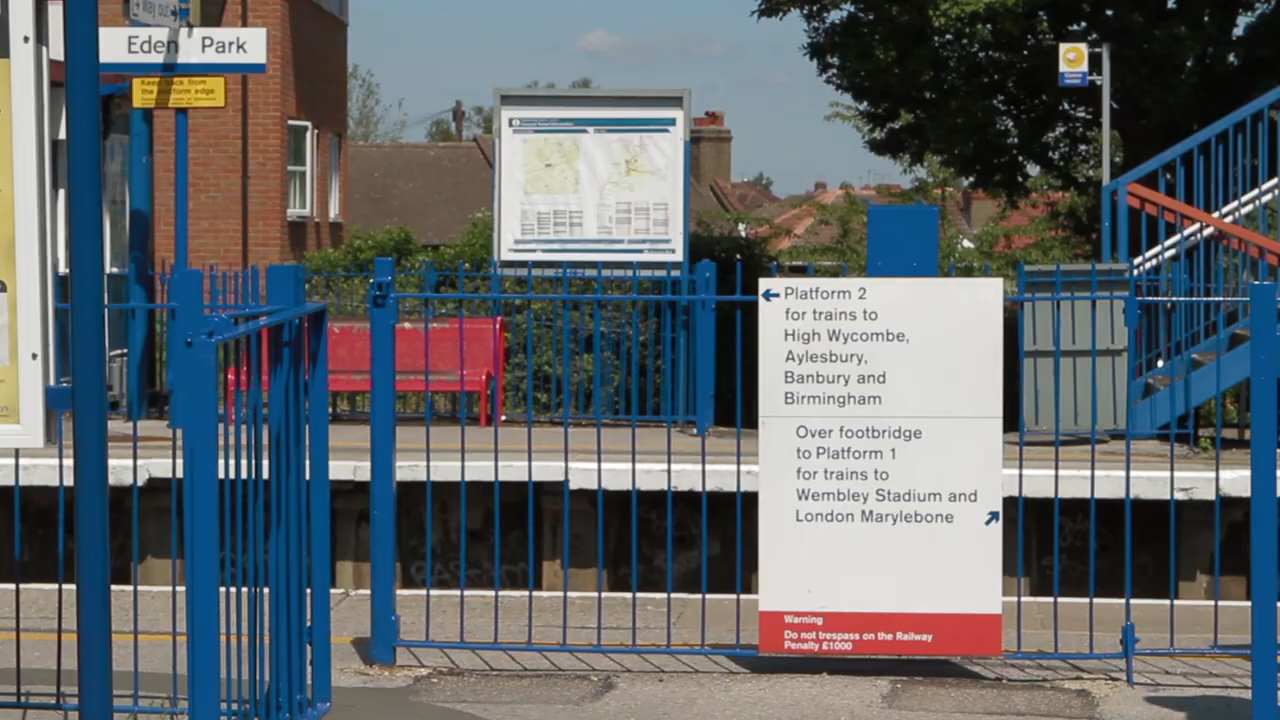 Way out
Eden Park
Keep back from
the platform edge
Platform 2
for trains to
High Wycombe,
Aylesbury,
Banbury and
Birmingham
Over footbridge
to Platform 1
for trains to
Wembley Stadium and
London Marylebone
Warning
Do not trespass on the Railway
Penalty £1000